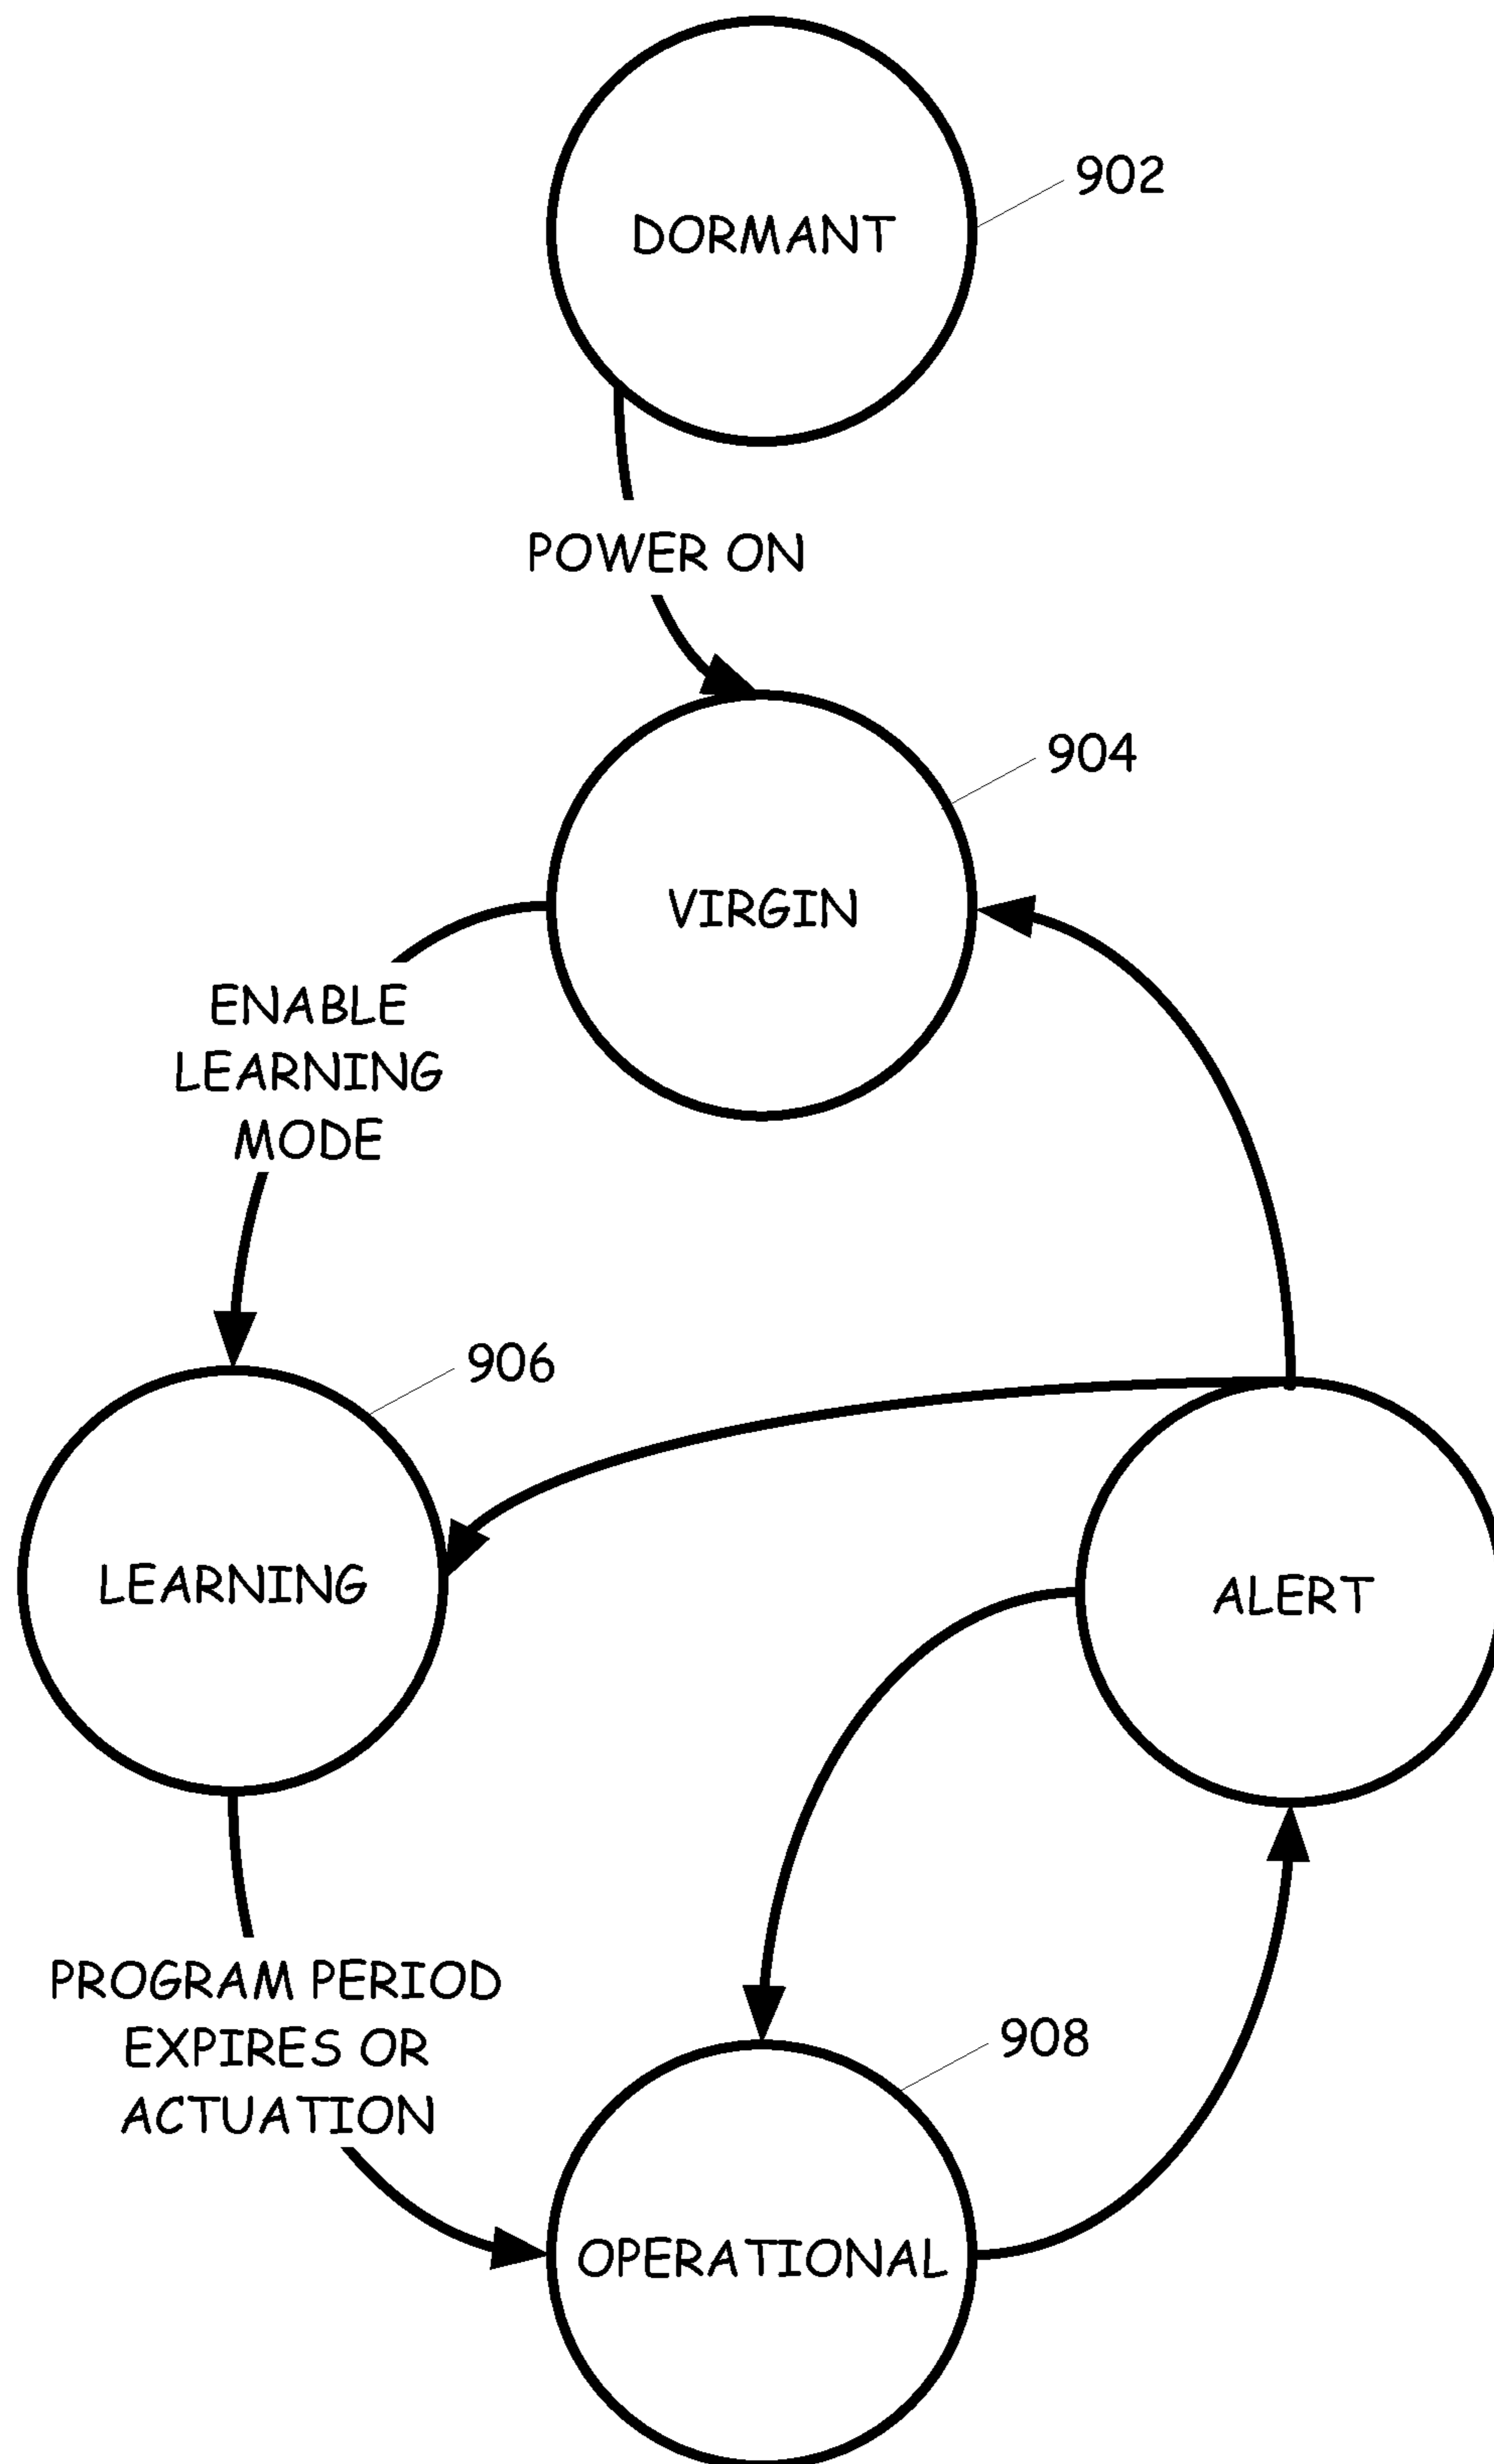 DORMANT
902
POWER ON
904
VIRGIN
ENABLE
LEARNING
MODE
906
LEARNING
ALERT
PROGRAM PERIOD
EXPIRES OR
ACTUATION
908
OPERATIONAL